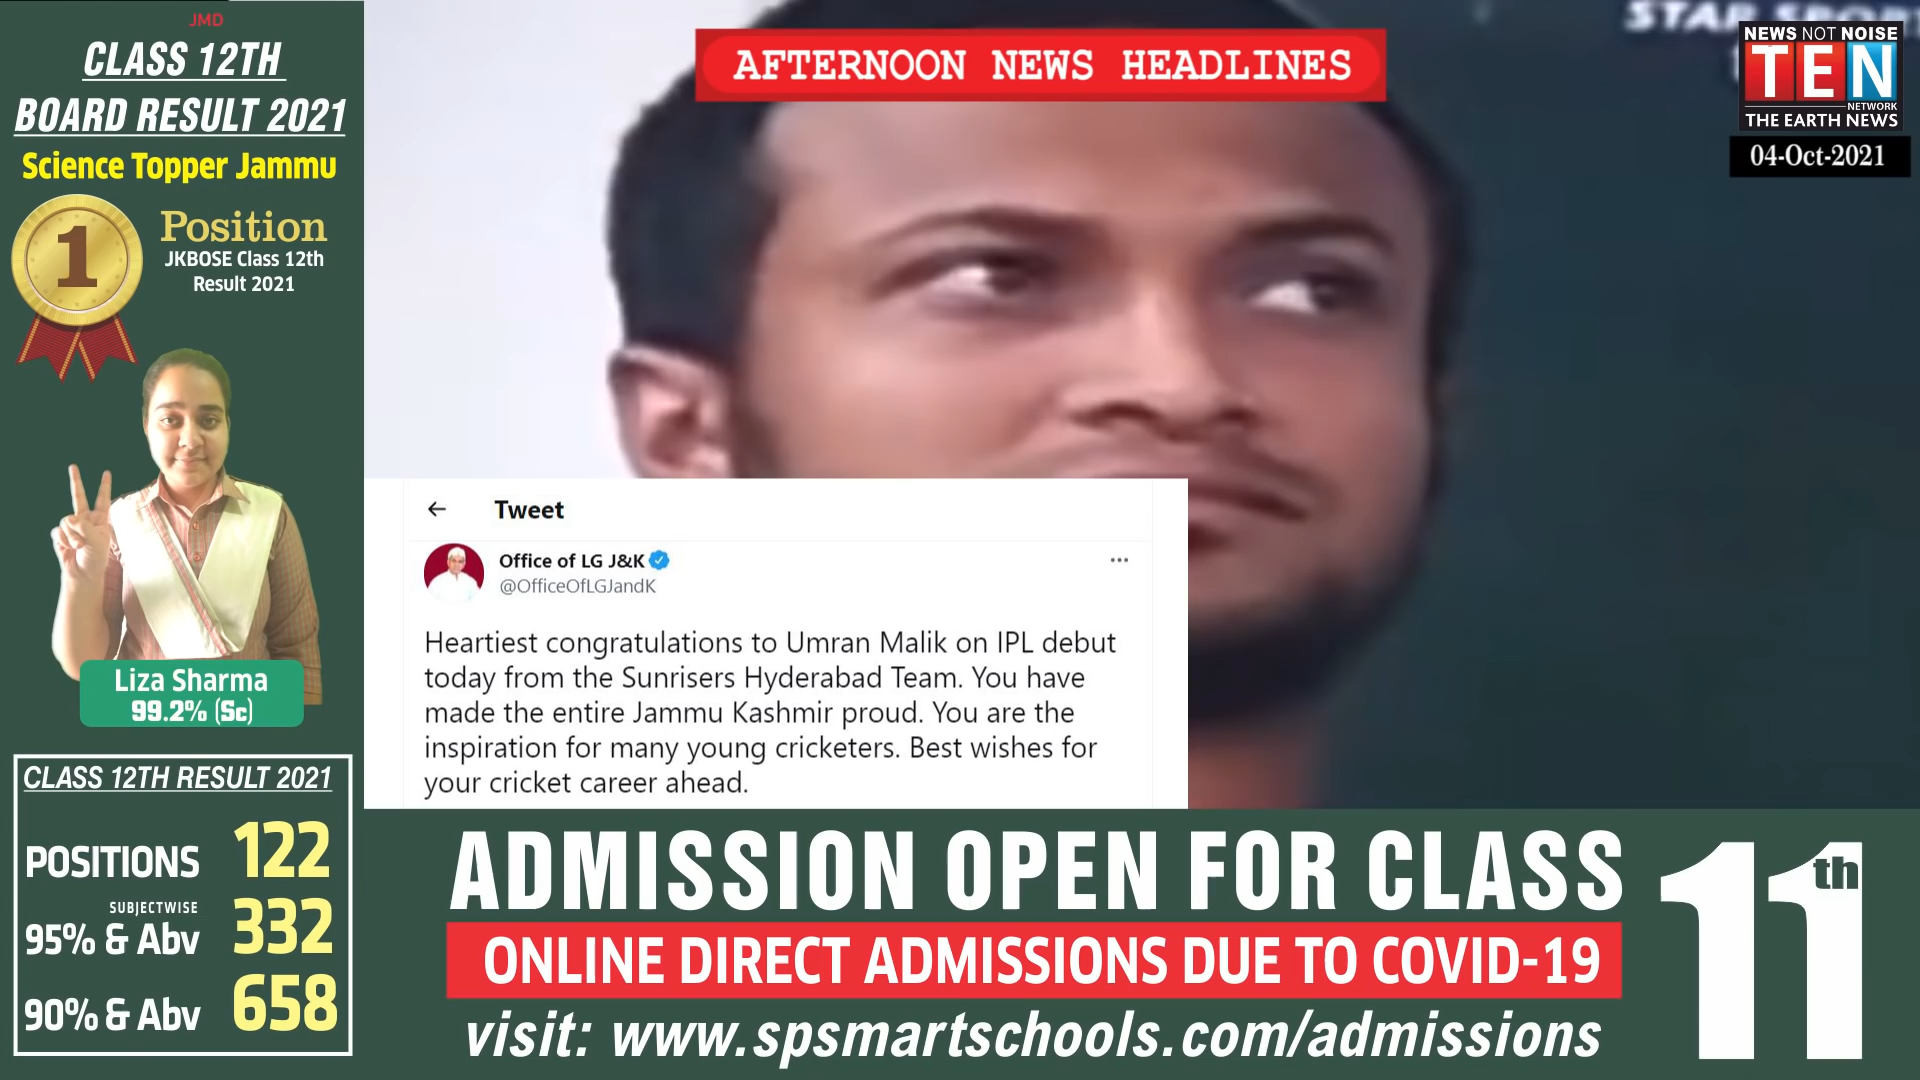 JMD
CLASS 12TH
BOARD RESULT 2021
Science Topper Jammu
1
Position
JKBOSE Class 12th
Result 2021
Liza Sharma
99.2% (Sc)
CLASS 12TH RESULT 2021
POSITIONS 122
SUBJECTWISE
95% & Abv 332
90% & Abv 658
AFTERNOON NEWS HEADLINES
STAR SPORT
NEWS NOT NOISE
TEN
NETWORK
THE EARTH NEWS
04-Oct-2021
Tweet
Office of LG J&K
@OfficeOfLGJandK
Heartiest congratulations to Umran Malik on IPL debut
today from the Sunrisers Hyderabad Team. You have
made the entire Jammu Kashmir proud. You are the
inspiration for many young cricketers. Best wishes for
your cricket career ahead.
ADMISSION OPEN FOR CLASS 11th
ONLINE DIRECT ADMISSIONS DUE TO COVID-19
visit: www.spsmartschools.com/admissions